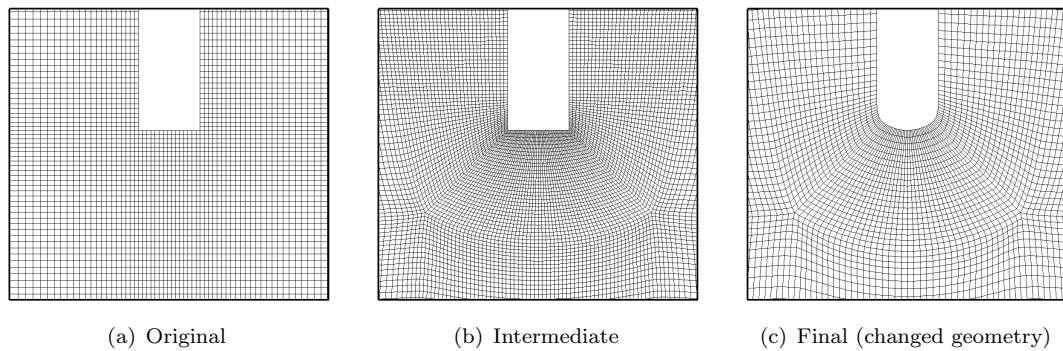 (a) Original
(b) Intermediate
(c) Final (changed geometry)